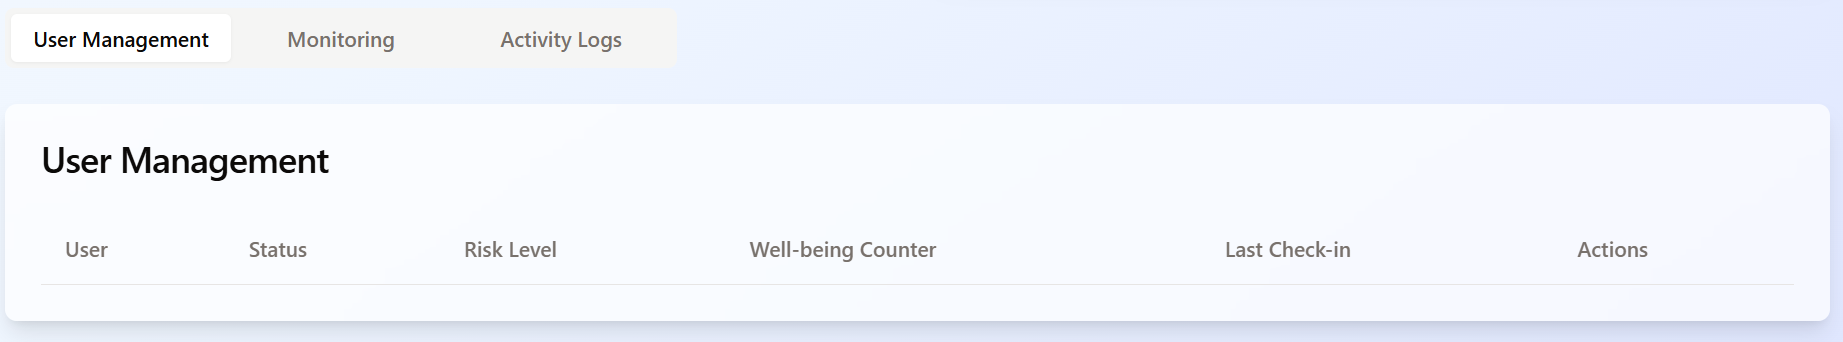 User Management Monitoring Activity Logs
User Management
User Status Risk Level Well-being Counter Last Check-in Actions